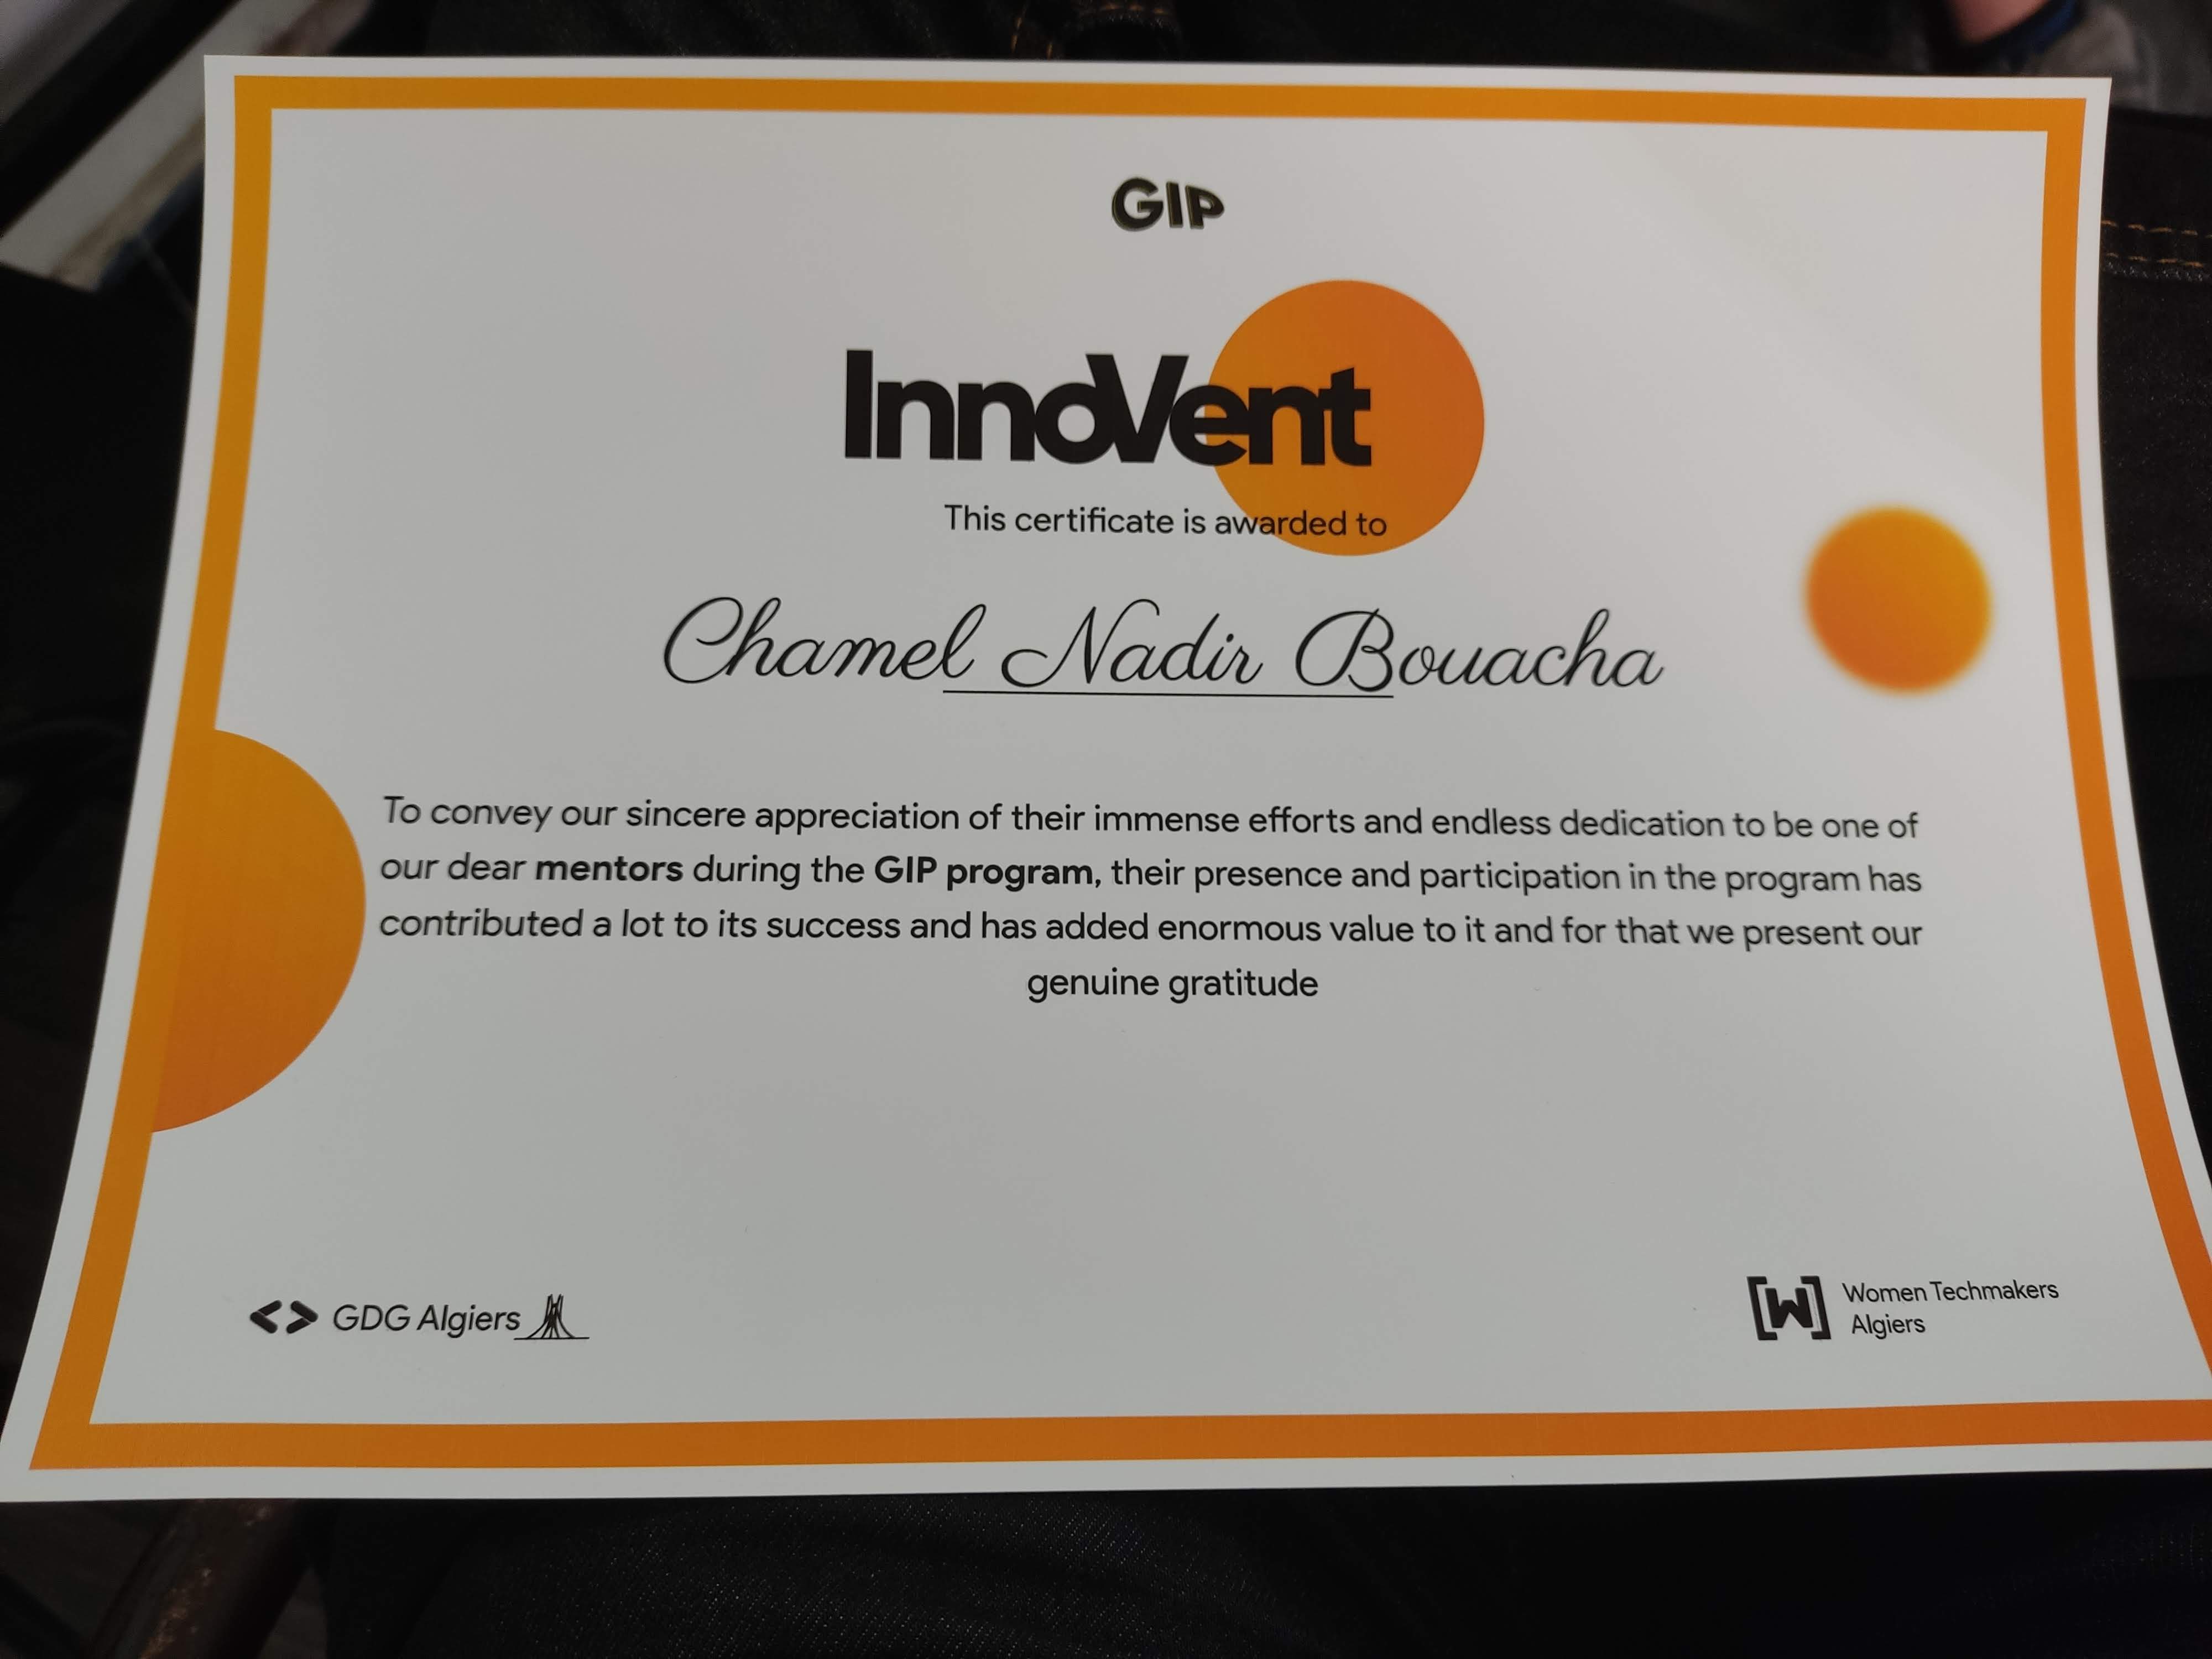 GIP
InnoVent
This certificate is awarded to
Chamel Nadir Bouacha
To convey our sincere appreciation of their immense efforts and endless dedication to be one of
our dear mentors during the GIP program, their presence and participation in the program has
contributed a lot to its success and has added enormous value to it and for that we present our
genuine gratitude
<> GDG Algiers
[W] Women Techmakers
Algiers